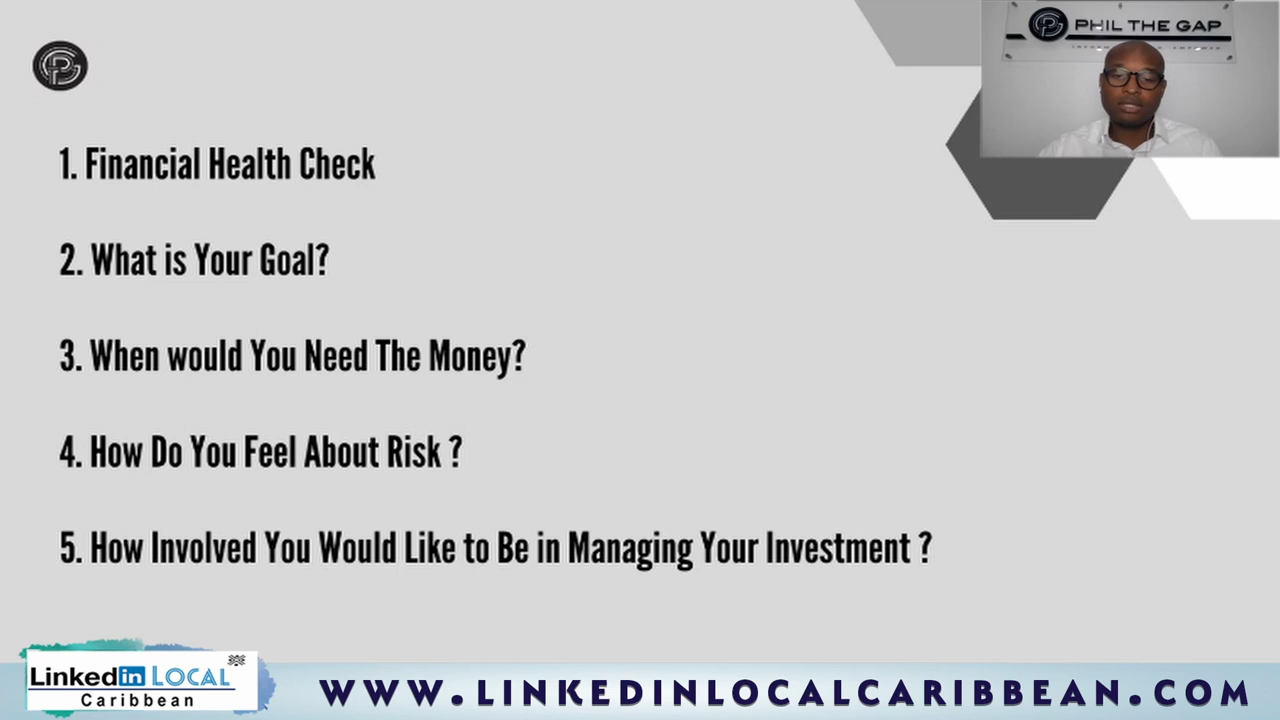 PHIL THE GAP
1. Financial Health Check
2. What is Your Goal?
3. When would You Need The Money?
4. How Do You Feel About Risk ?
5. How Involved You Would Like to Be in Managing Your Investment ?
Linkedin LOCAL
Caribbean
WWW.LINKEDINLOCALCARIBBEAN.COM